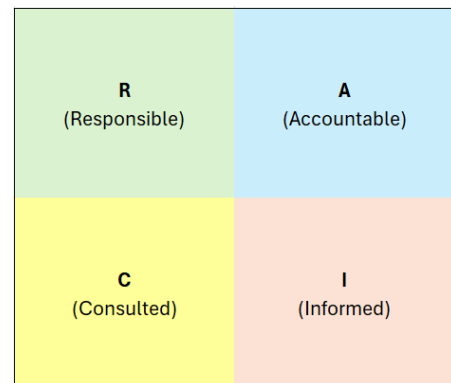 R
(Responsible)
A
(Accountable)
C
(Consulted)
I
(Informed)